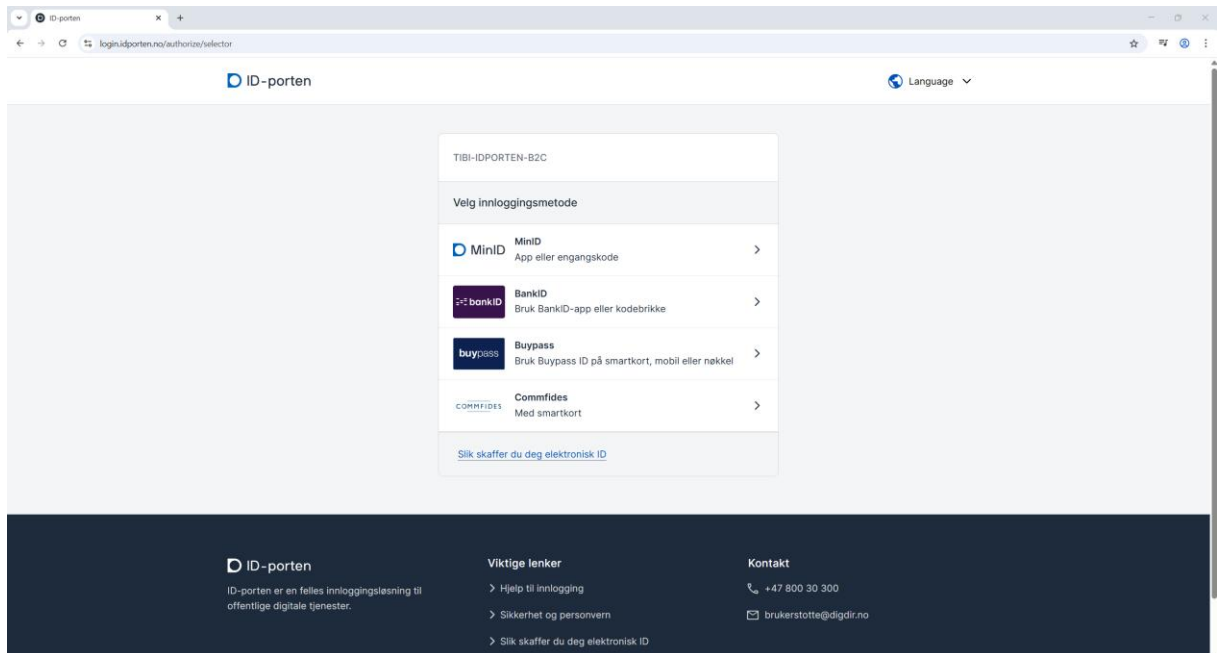 ID-porten
login.idporten.no/authorize/selector
ID-porten
Language
TIBI-IDPORTEN-B2C
Velg innloggingsmetode
MinID
MinID
App eller engangskode
bankID
BankID
Bruk BankID-app eller kodebrikke
buypass
Buypass
Bruk Buypass ID på smartkort, mobil eller nøkkel
COMMFIDES
Commfides
Med smartkort
Slik skaffer du deg elektronisk ID
ID-porten
ID-porten er en felles innloggingsløsning til
offentlige digitale tjenester.
Viktige lenker
Hjelp til innlogging
Sikkerhet og personvern
Slik skaffer du deg elektronisk ID
Kontakt
+47 800 30 300
brukerstotte@digdir.no